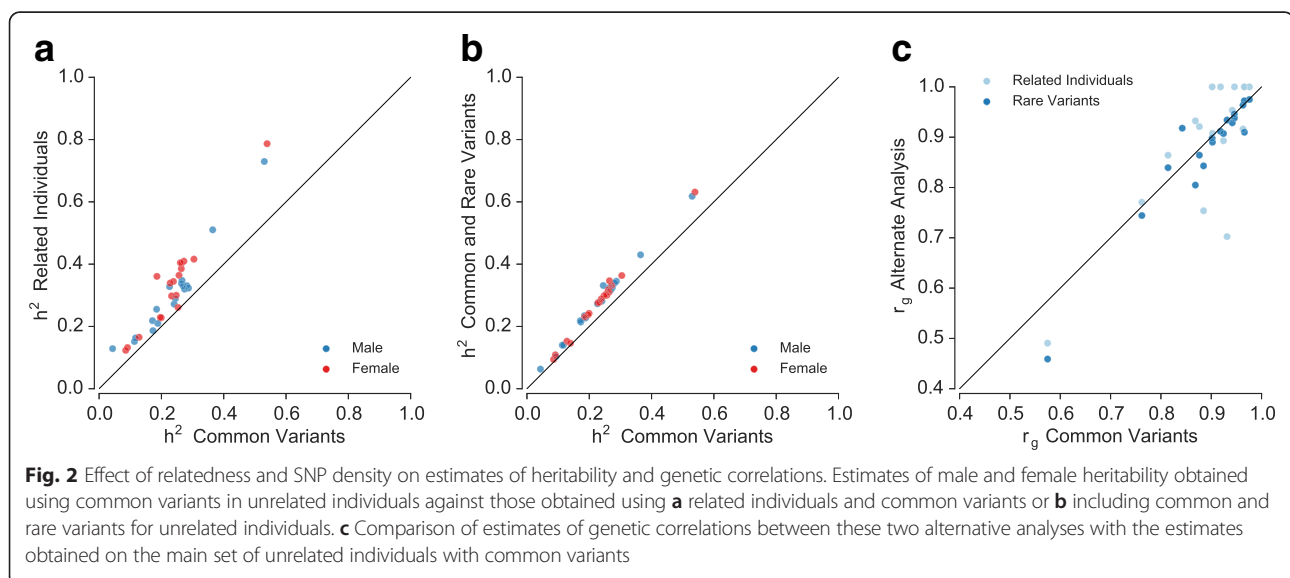 a
1.0
0.8
0.6
0.4
0.2
0.0
h² Related Individuals
Male
Female
0.0 0.2 0.4 0.6 0.8 1.0
h² Common Variants
b
1.0
0.8
0.6
0.4
0.2
0.0
h² Common and Rare Variants
Male
Female
0.0 0.2 0.4 0.6 0.8 1.0
h² Common Variants
c
Related Individuals
Rare Variants
1.0
0.9
0.8
0.7
0.6
0.5
0.4
r_g Alternate Analysis
0.4 0.5 0.6 0.7 0.8 0.9 1.0
r_g Common Variants
Fig. 2 Effect of relatedness and SNP density on estimates of heritability and genetic correlations. Estimates of male and female heritability obtained
using common variants in unrelated individuals against those obtained using a related individuals and common variants or b including common and
rare variants for unrelated individuals. c Comparison of estimates of genetic correlations between these two alternative analyses with the estimates
obtained on the main set of unrelated individuals with common variants